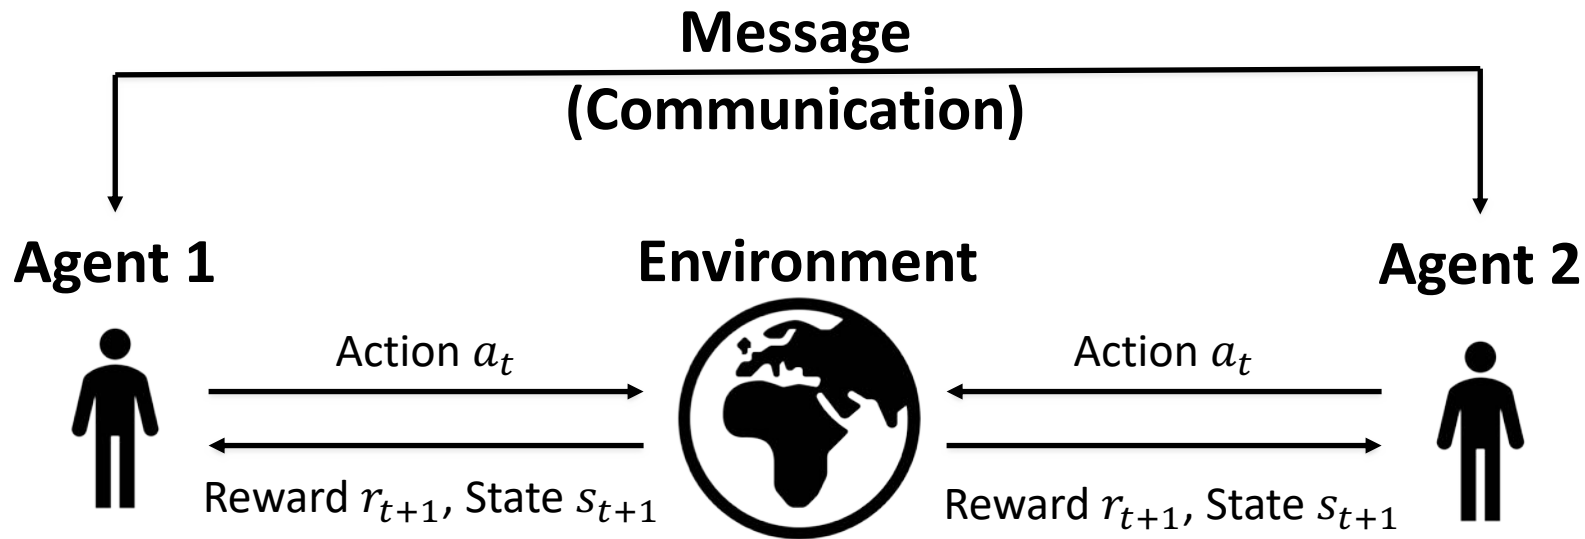 Message
(Communication)
Agent 1
Environment
Agent 2
Action a_t
Action a_t
Reward r_{t+1}, State s_{t+1}
Reward r_{t+1}, State s_{t+1}